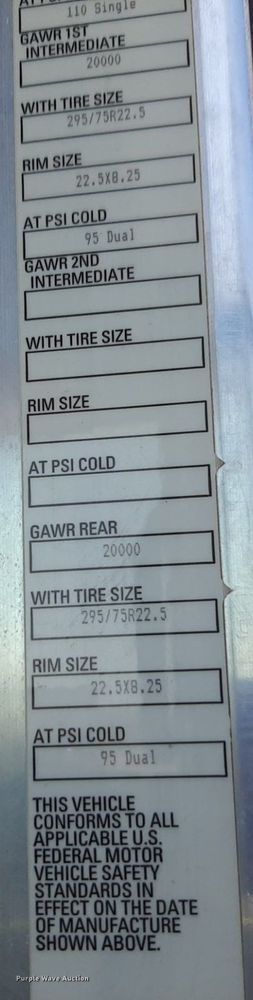 110 Single
GAWR 1ST
INTERMEDIATE
20000
WITH TIRE SIZE
295/75R22.5
RIM SIZE
22.5X8.25
AT PSI COLD
95 Dual
GAWR 2ND
INTERMEDIATE
WITH TIRE SIZE
RIM SIZE
AT PSI COLD
GAWR REAR
20000
WITH TIRE SIZE
295/75R22.5
RIM SIZE
22.5X8.25
AT PSI COLD
95 Dual
THIS VEHICLE
CONFORMS TO ALL
APPLICABLE U.S.
FEDERAL MOTOR
VEHICLE SAFETY
STANDARDS IN
EFFECT ON THE DATE
OF MANUFACTURE
SHOWN ABOVE.
Purple Wave Auction